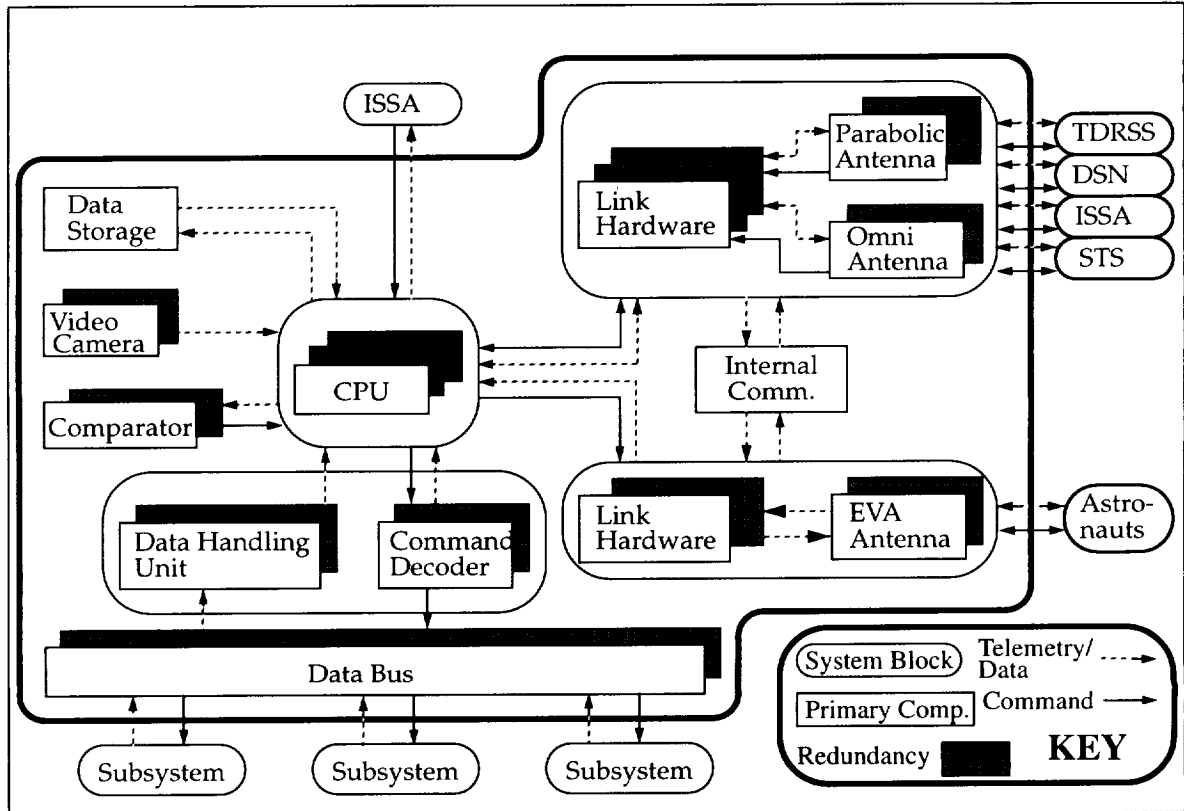 ISSA
Data
Storage
Video
Camera
Comparator
CPU
Data Handling
Unit
Command
Decoder
Data Bus
Subsystem
Subsystem
Subsystem
Link
Hardware
Parabolic
Antenna
Omni
Antenna
Internal
Comm.
Link
Hardware
EVA
Antenna
TDRSS
DSN
ISSA
STS
Astro-
nauts
System Block
Telemetry/
Data
Primary Comp.
Command
Redundancy
KEY